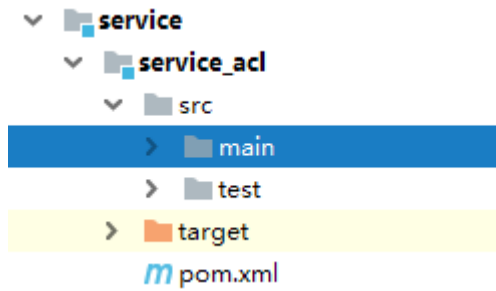 service
service_acl
src
main
test
target
pom.xml